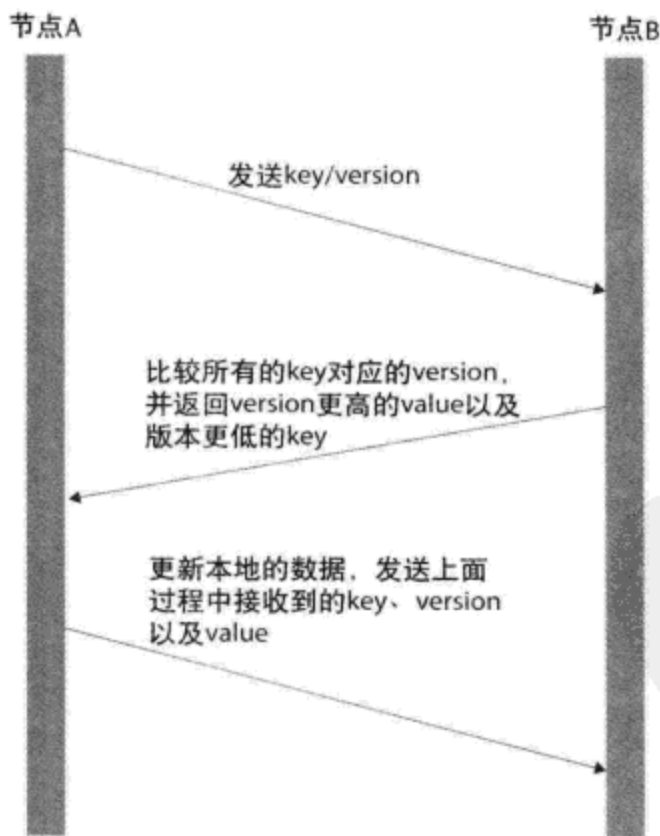 节点A
节点B
发送key/version
比较所有的key对应的version，
并返回version更高的value以及
版本更低的key
更新本地的数据，发送上面
过程中接收到的key、version
以及value